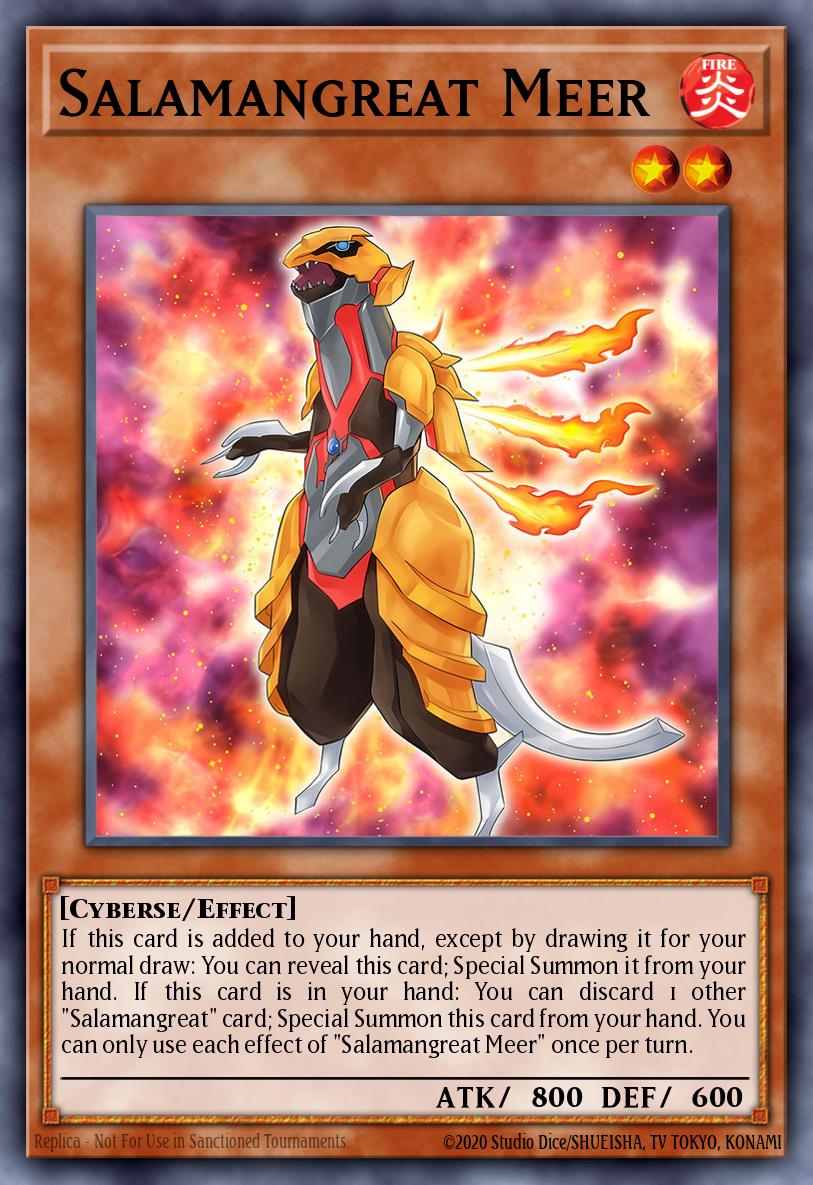 Salamangreat Meer
FIRE
炎
[Cyberse/Effect]
If this card is added to your hand, except by drawing it for your
normal draw: You can reveal this card; Special Summon it from your
hand. If this card is in your hand: You can discard 1 other
"Salamangreat" card; Special Summon this card from your hand. You
can only use each effect of "Salamangreat Meer" once per turn.
ATK/ 800 DEF/ 600
Replica - Not For Use in Sanctioned Tournaments.
©2020 Studio Dice/SHUEISHA, TV TOKYO, KONAMI